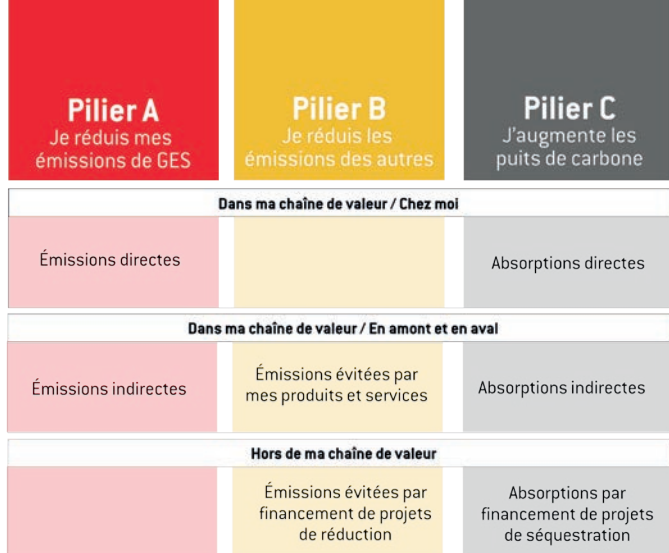 Pilier A
Je réduis mes
émissions de GES
Pilier B
Je réduis les
émissions des autres
Pilier C
J'augmente les
puits de carbone
Dans ma chaîne de valeur / Chez moi
Émissions directes
Absorptions directes
Dans ma chaîne de valeur / En amont et en aval
Émissions indirectes
Émissions évitées par
mes produits et services
Absorptions indirectes
Hors de ma chaîne de valeur
Émissions évitées par
financement de projets
de réduction
Absorptions par
financement de projets
de séquestration